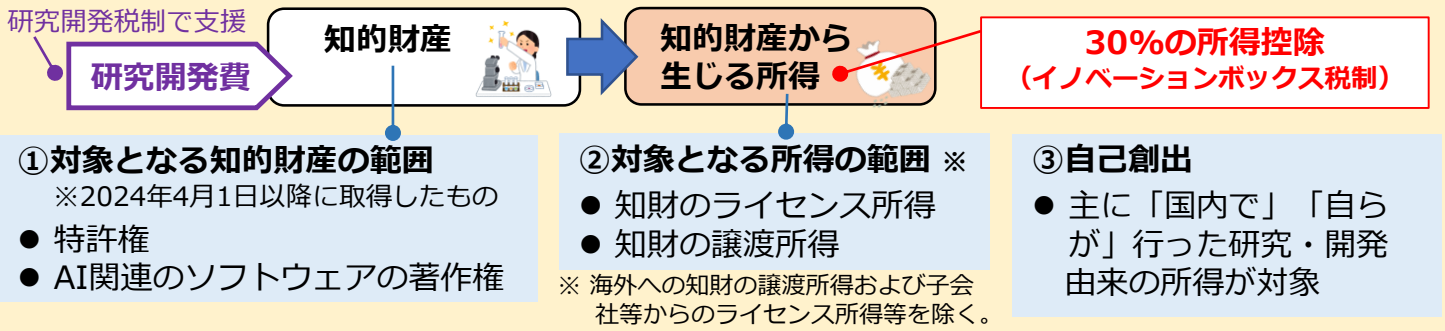 研究開発税制で支援
研究開発費
知的財産
知的財産から
生じる所得
30%の所得控除
（イノベーションボックス税制）
①対象となる知的財産の範囲
※2024年4月1日以降に取得したもの
● 特許権
● AI関連のソフトウェアの著作権
②対象となる所得の範囲 ※
● 知財のライセンス所得
● 知財の譲渡所得
※ 海外への知財の譲渡所得および子会
社等からのライセンス所得等を除く。
③自己創出
● 主に「国内で」「自ら
が」行った研究・開発
由来の所得が対象